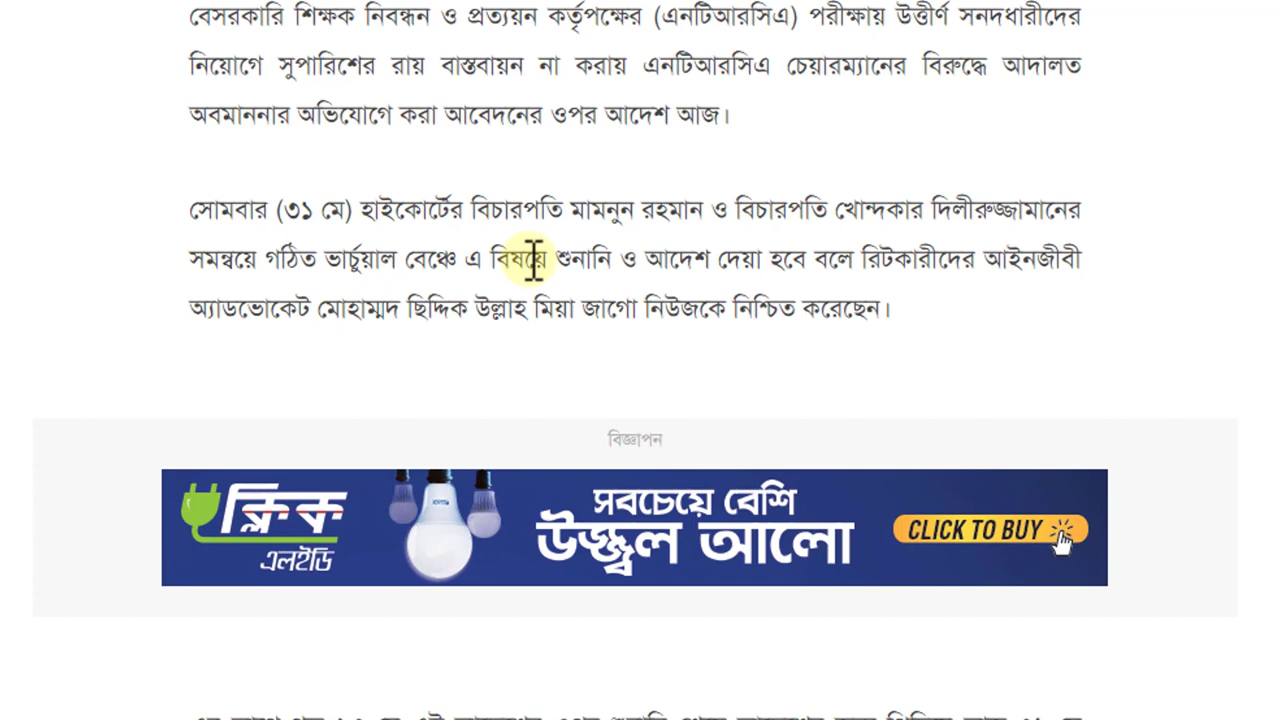 বেসরকারি শিক্ষক নিবন্ধন ও প্রত্যয়ন কর্তৃপক্ষের (এনটিআরসিএ) পরীক্ষায় উত্তীর্ণ সনদধারীদের
নিয়োগে সুপারিশের রায় বাস্তবায়ন না করায় এনটিআরসিএ চেয়ারম্যানের বিরুদ্ধে আদালত
অবমাননার অভিযোগে করা আবেদনের ওপর আদেশ আজ।
সোমবার (৩১ মে) হাইকোর্টের বিচারপতি মামনুন রহমান ও বিচারপতি খোন্দকার দিলীরুজ্জামানের
সমন্বয়ে গঠিত ভার্চুয়াল বেঞ্চে এ বিষয়ে শুনানি ও আদেশ দেয়া হবে বলে রিটকারীদের আইনজীবী
অ্যাডভোকেট মোহাম্মদ ছিদ্দিক উল্লাহ মিয়া জাগো নিউজকে নিশ্চিত করেছেন।
বিজ্ঞাপন
ক্লিক
এলইডি
সবচেয়ে বেশি
উজ্জ্বল আলো
CLICK TO BUY